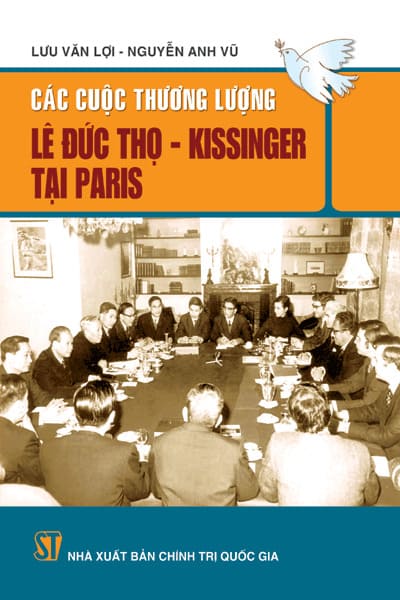 LƯU VĂN LỢI - NGUYỄN ANH VŨ
CÁC CUỘC THƯƠNG LƯỢNG
LÊ ĐỨC THỌ - KISSINGER
TẠI PARIS
ST
NHÀ XUẤT BẢN CHÍNH TRỊ QUỐC GIA